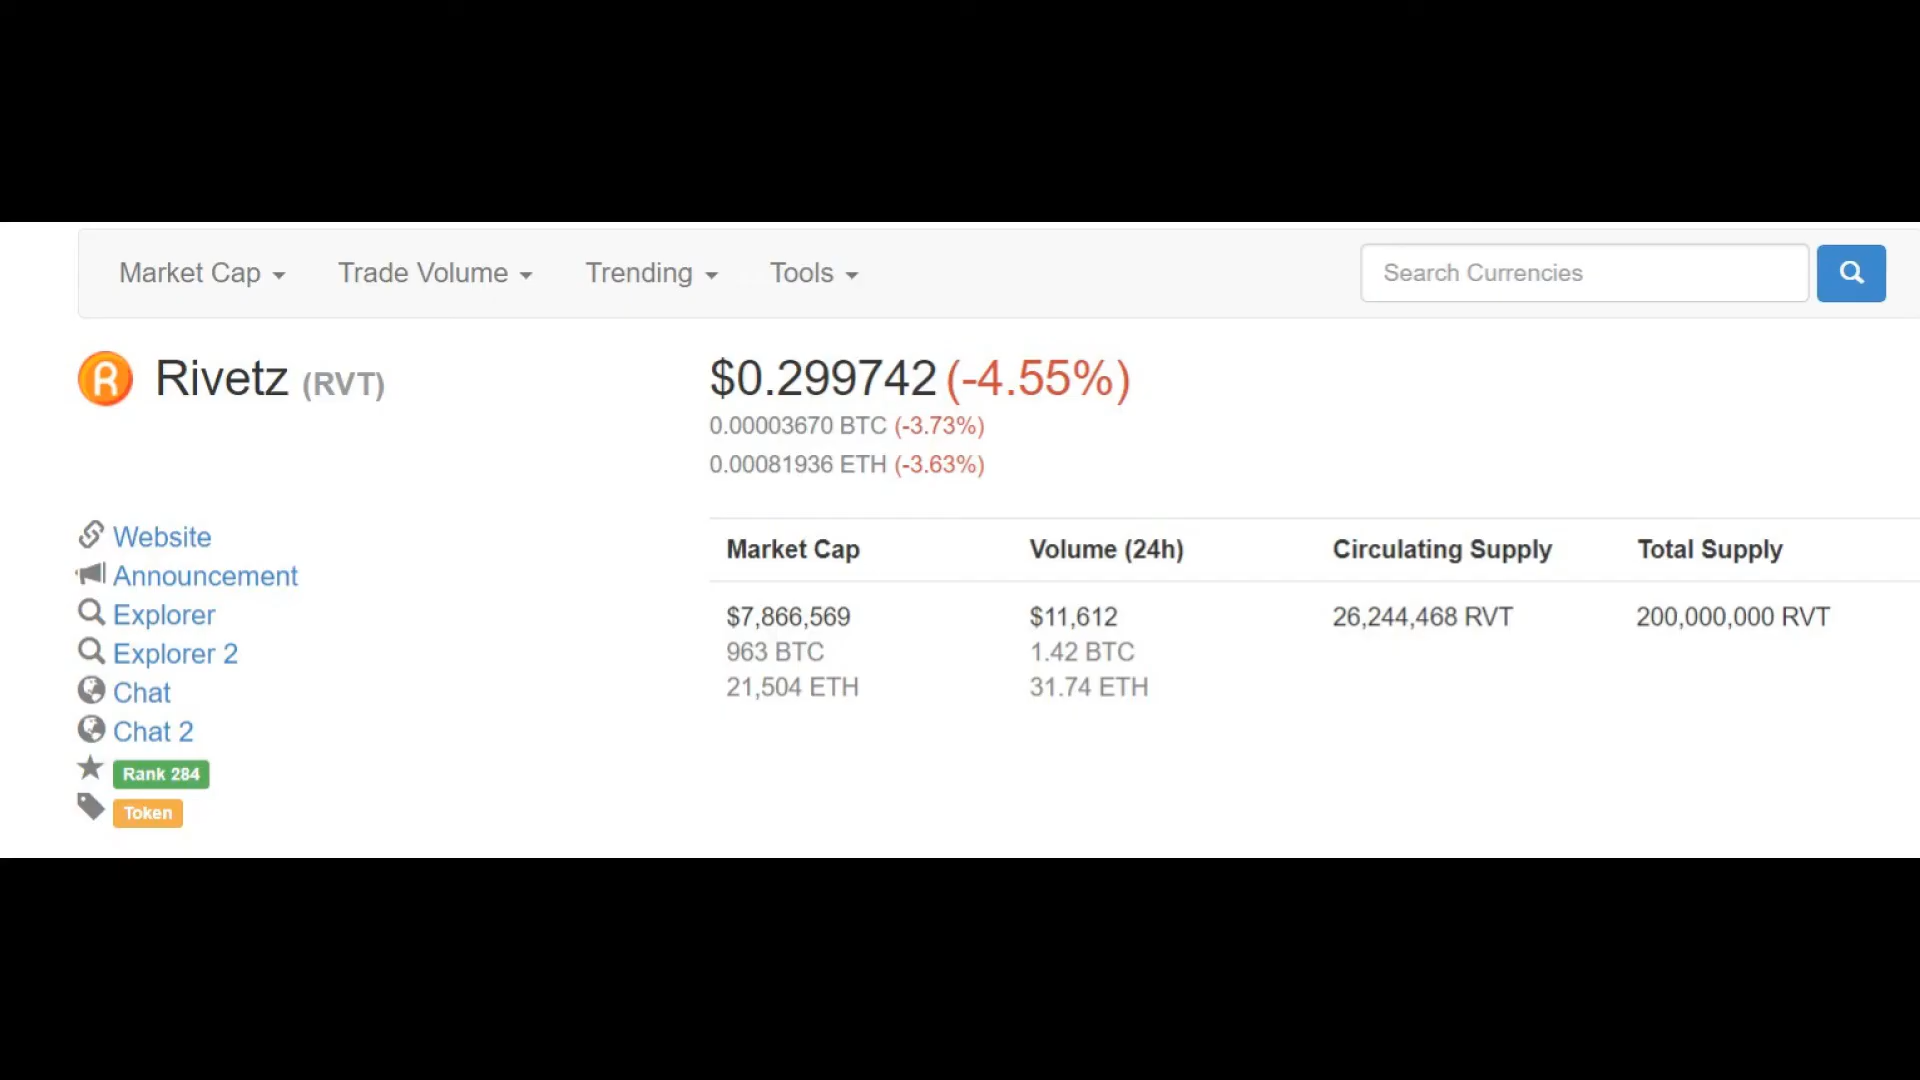 Market Cap Trade Volume Trending Tools Search Currencies
R Rivetz (RVT)
$0.299742 (-4.55%)
0.00003670 BTC (-3.73%)
0.00081936 ETH (-3.63%)
Website
Announcement
Explorer
Explorer 2
Chat
Chat 2
Rank 284
Token
Market Cap Volume (24h) Circulating Supply Total Supply
$7,866,569 $11,612 26,244,468 RVT 200,000,000 RVT
963 BTC 1.42 BTC
21,504 ETH 31.74 ETH